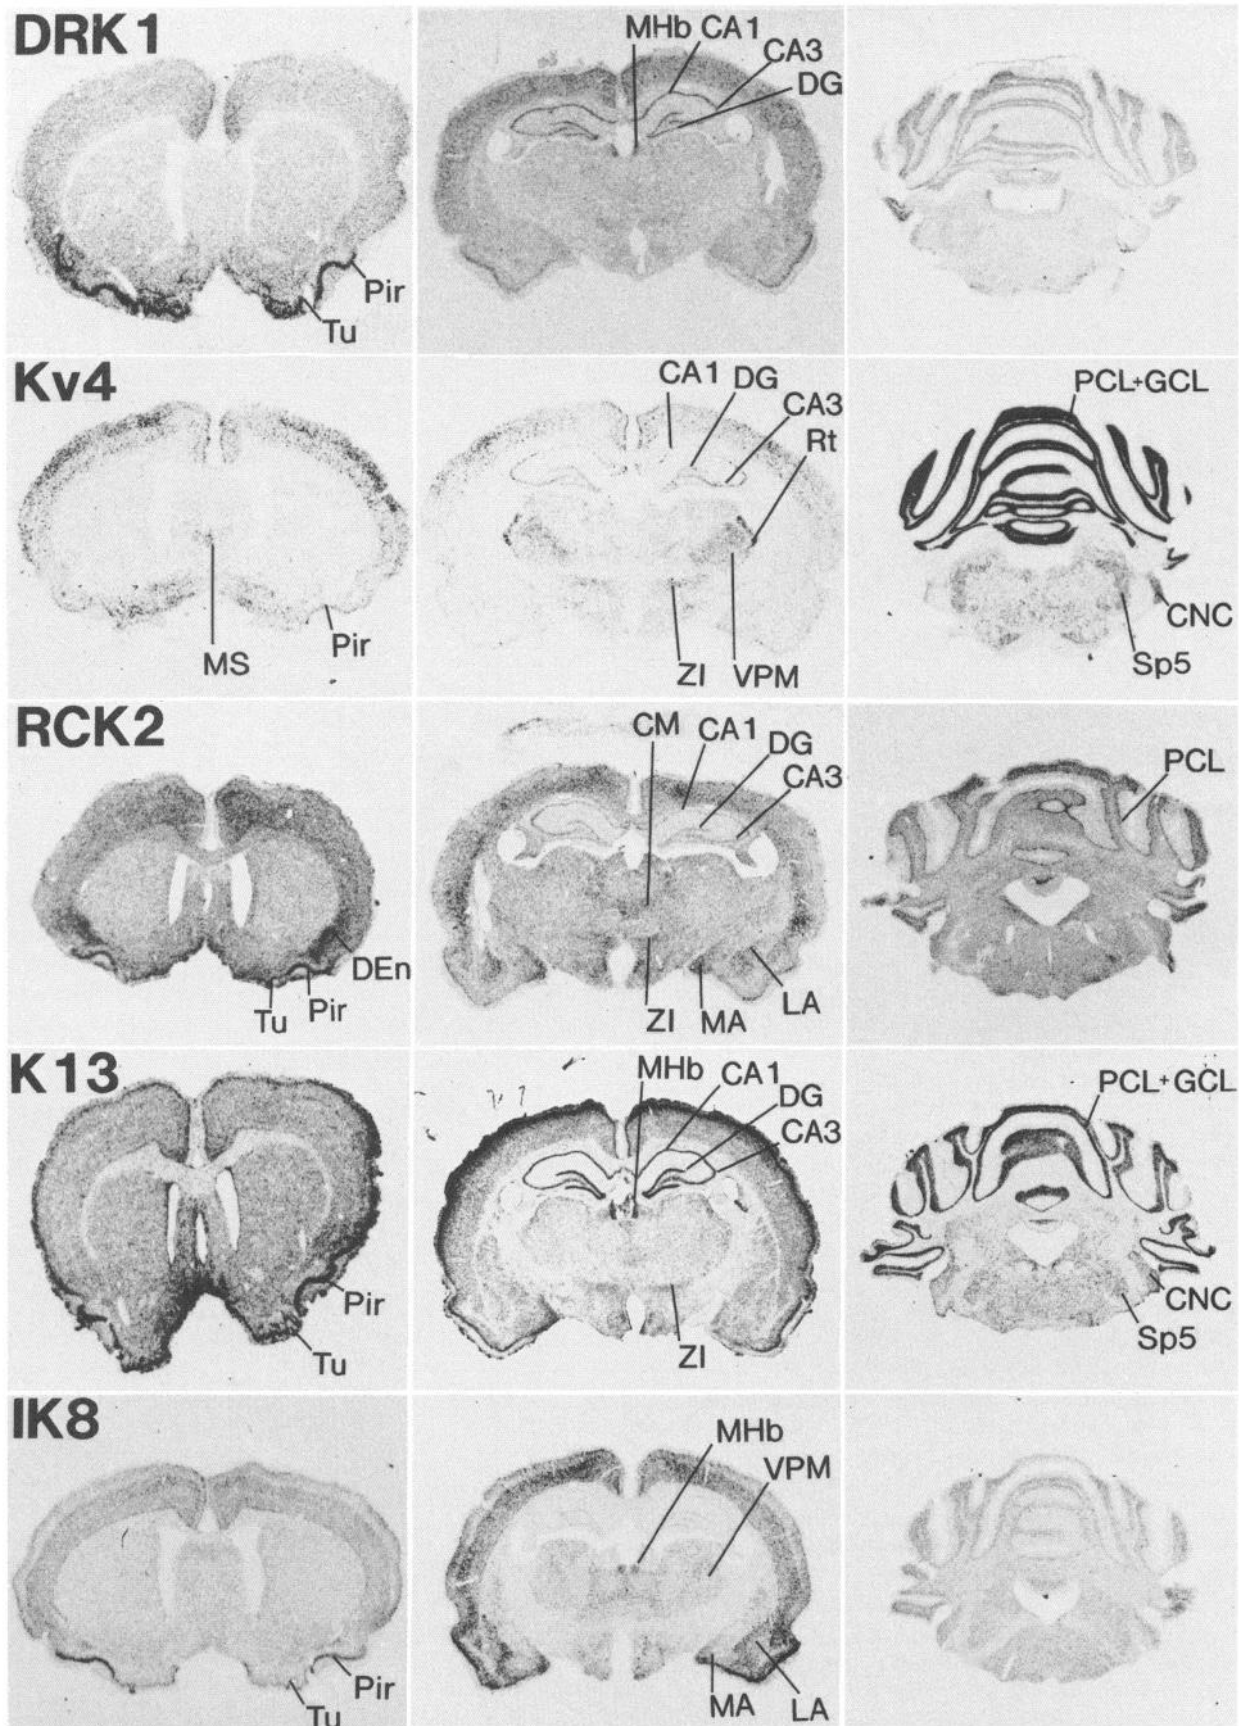 DRK1
MHb CA1
CA3
DG
Pir
Tu
Kv4
CA1 DG
CA3
Rt
PCL+GCL
MS
Pir
ZI VPM
CNC
Sp5
RCK2
CM CA1
DG
CA3
PCL
DEn
Tu Pir
ZI MA LA
K13
MHb CA1
DG
CA3
PCL+GCL
Pir
Tu
ZI
CNC
Sp5
IK8
MHb
VPM
Pir
Tu
MA LA